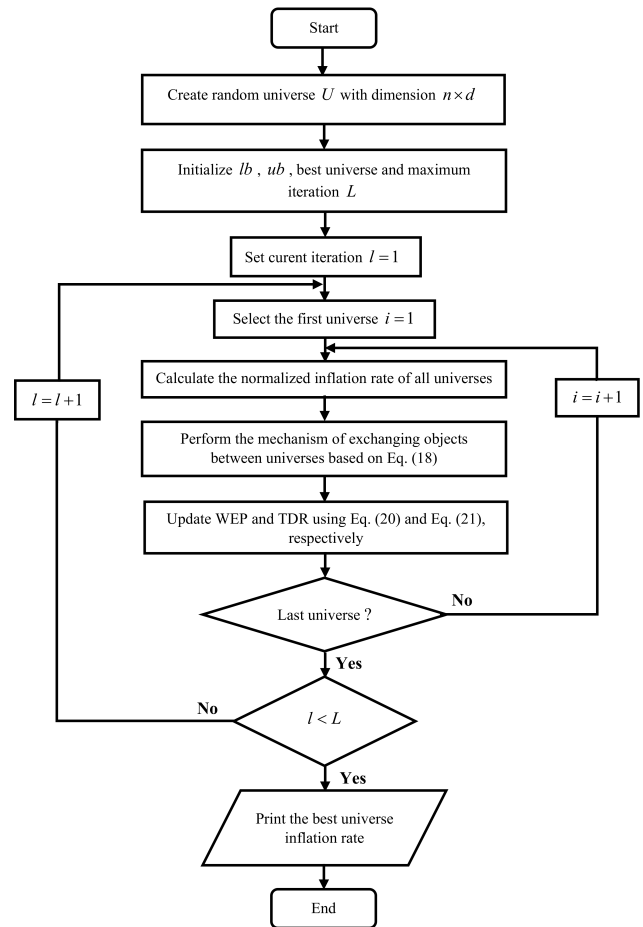 Start
Create random universe U with dimension n×d
Initialize lb , ub , best universe and maximum
iteration L
Set curent iteration l = 1
Select the first universe i = 1
Calculate the normalized inflation rate of all universes
l = l+1
i = i+1
Perform the mechanism of exchanging objects
between universes based on Eq. (18)
Update WEP and TDR using Eq. (20) and Eq. (21),
respectively
Last universe ?
No
Yes
No
l < L
Yes
Print the best universe
inflation rate
End